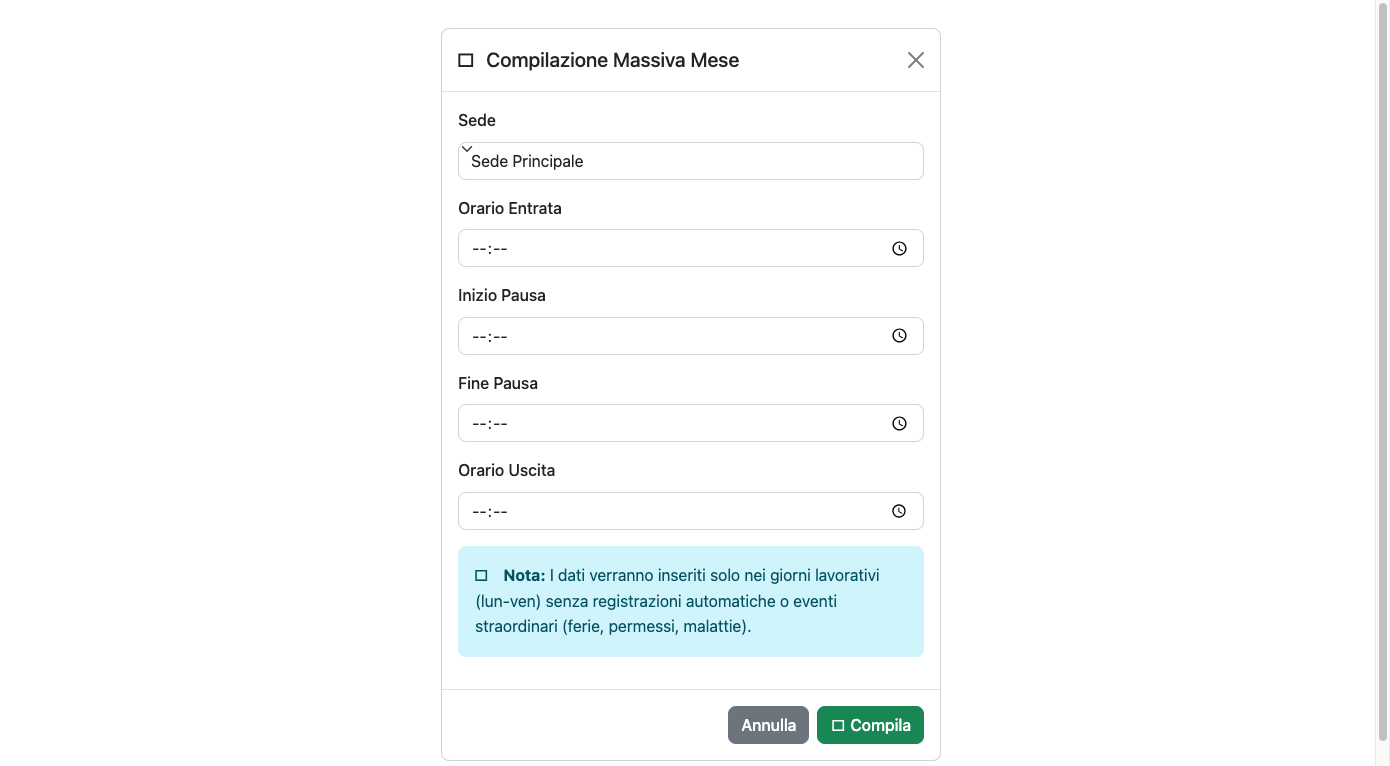 Compilazione Massiva Mese
Sede
Sede Principale
Orario Entrata
--:--
Inizio Pausa
--:--
Fine Pausa
--:--
Orario Uscita
--:--
Nota: I dati verranno inseriti solo nei giorni lavorativi
(lun-ven) senza registrazioni automatiche o eventi
straordinari (ferie, permessi, malattie).
Annulla
Compila